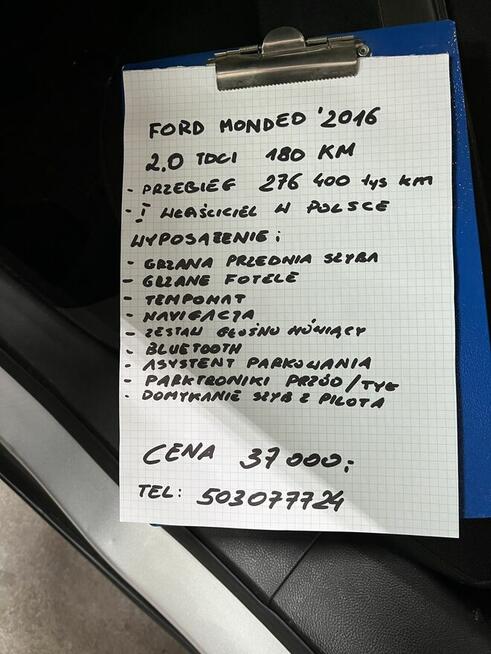 FORD MONDEO '2016
2.0 TDCI 180 KM
- PRZEBIEG 276 400 tys km
- I WŁAŚCICIEL W POLSCE
WYPOSAŻENIE:
- GRZANA PRZEDNIA SZYBA
- GRZANE FOTELE
- TEMPOMAT
- NAWIGACJA
- ZESTAW GŁOŚNO MÓWIĄCY
- BLUETOOTH
- ASYSTENT PARKOWANIA
- PARKTRONIKI PRZÓD/TYŁ
- DOMYKANIE SZYB Z PILOTA
CENA 37 000,-
TEL: 503077724